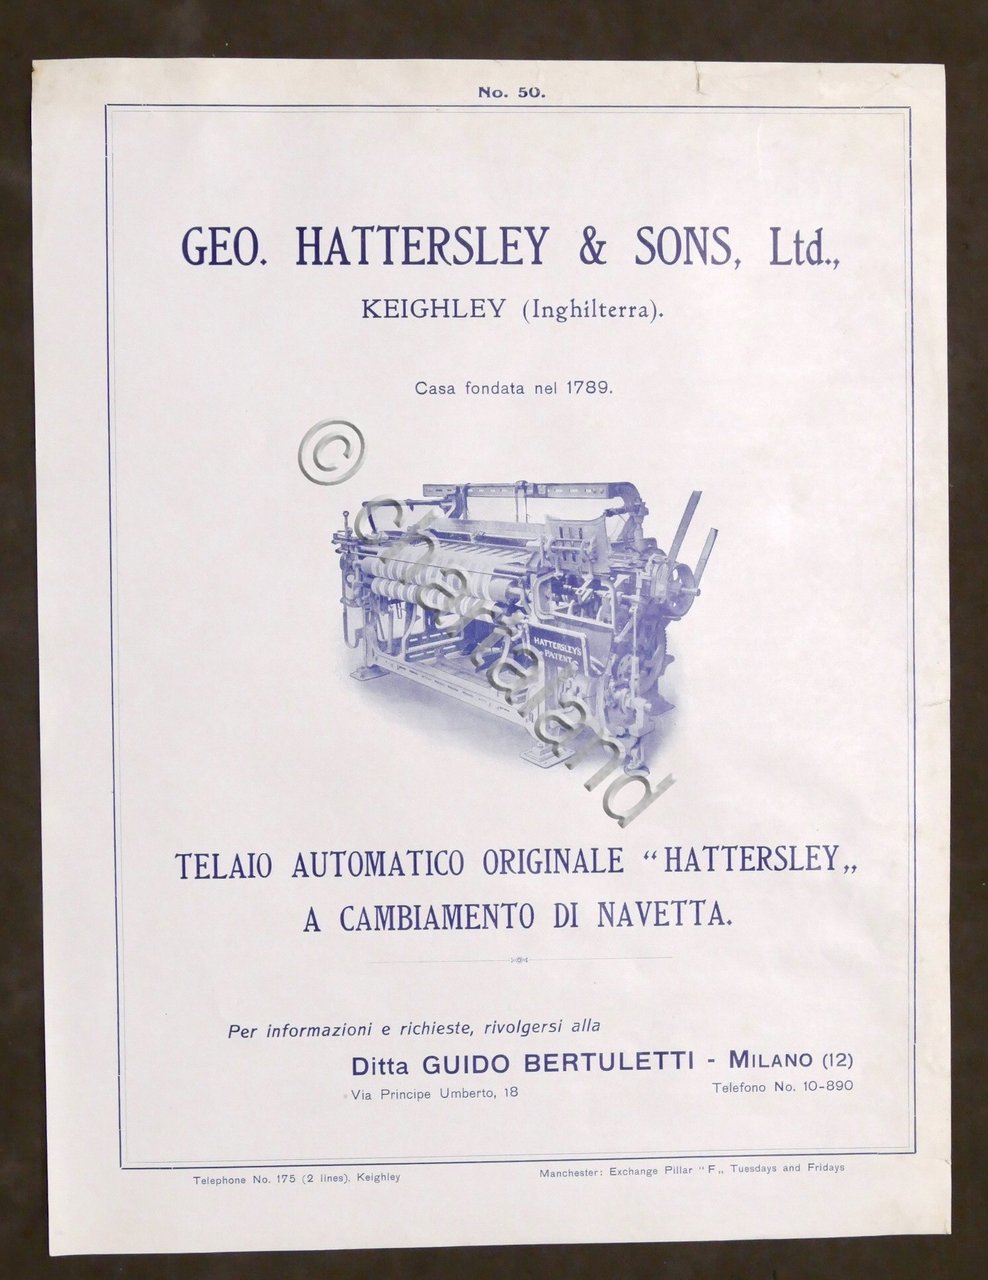 No. 50.
GEO. HATTERSLEY & SONS, Ltd.,
KEIGHLEY (Inghilterra).
Casa fondata nel 1789.
© chartaland
HATTERSLEY'S
PATENT
TELAIO AUTOMATICO ORIGINALE “HATTERSLEY„
A CAMBIAMENTO DI NAVETTA.
Per informazioni e richieste, rivolgersi alla
Ditta GUIDO BERTULETTI - MILANO (12)
Via Principe Umberto, 18 Telefono No. 10-890
Telephone No. 175 (2 lines). Keighley Manchester: Exchange Pillar “F„ Tuesdays and Fridays